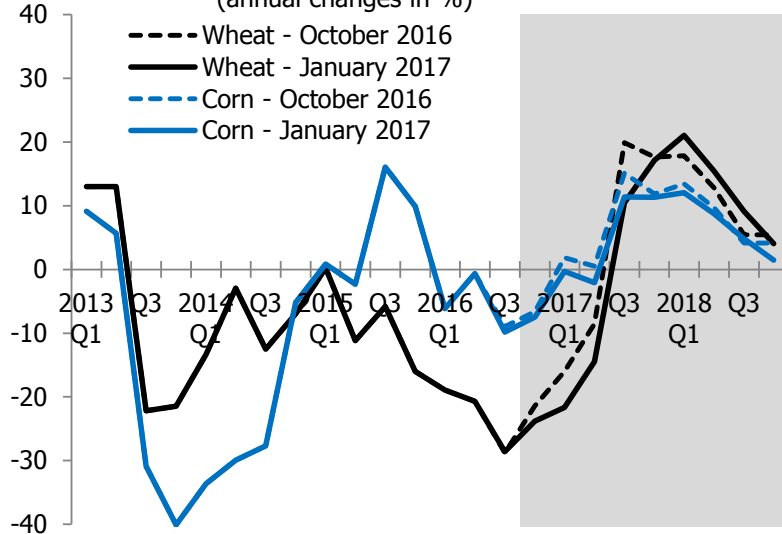 (annual changes in %)
40
30
20
10
0
-10
-20
-30
-40
Wheat - October 2016
Wheat - January 2017
Corn - October 2016
Corn - January 2017
2013 Q3 2014 Q3 2015 Q3 2016 Q3 2017 Q3 2018 Q3
Q1 Q1 Q1 Q1 Q1 Q1